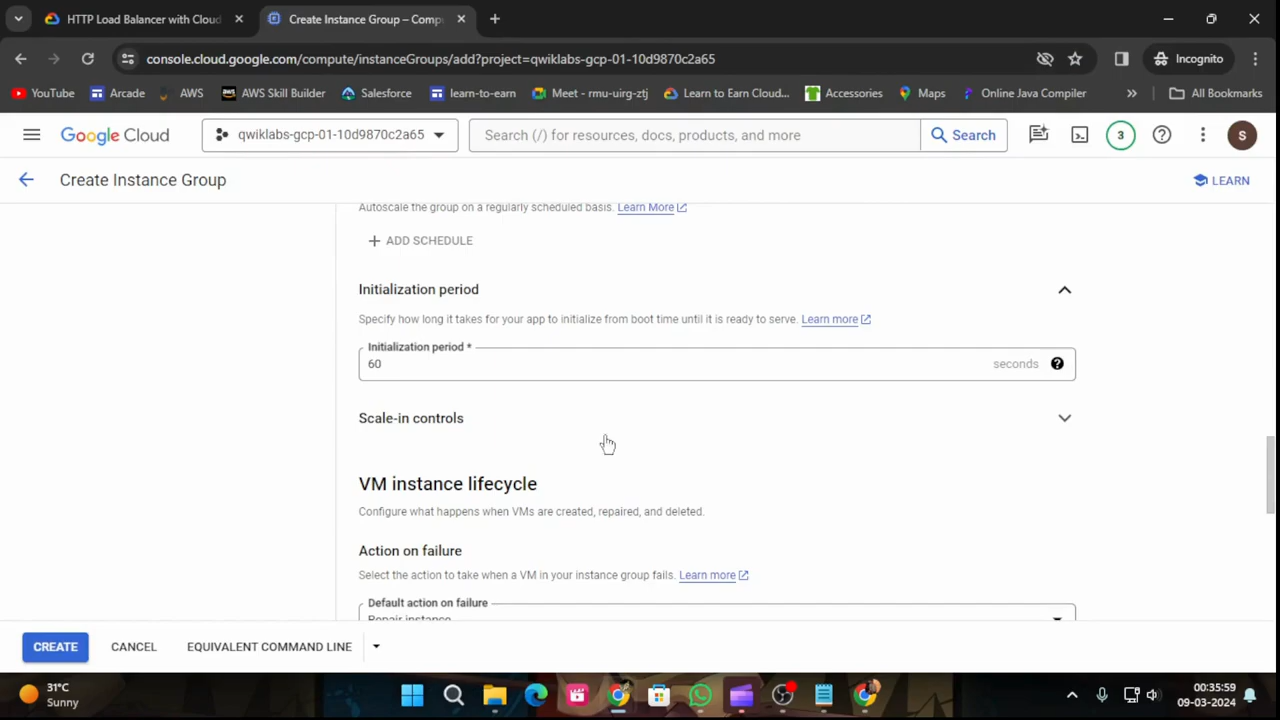 HTTP Load Balancer with Cloud
Create Instance Group – Compu
console.cloud.google.com/compute/instanceGroups/add?project=qwiklabs-gcp-01-10d9870c2a65
Incognito
YouTube
Arcade
AWS
AWS Skill Builder
Salesforce
learn-to-earn
Meet - rmu-uirg-ztj
Learn to Earn Cloud...
Accessories
Maps
Online Java Compiler
»
All Bookmarks
Google Cloud
qwiklabs-gcp-01-10d9870c2a65
Search (/) for resources, docs, products, and more
Search
3
S
Create Instance Group
LEARN
Autoscale the group on a regularly scheduled basis. Learn More
+ ADD SCHEDULE
Initialization period
Specify how long it takes for your app to initialize from boot time until it is ready to serve. Learn more
Initialization period *
60
seconds
Scale-in controls
VM instance lifecycle
Configure what happens when VMs are created, repaired, and deleted.
Action on failure
Select the action to take when a VM in your instance group fails. Learn more
Default action on failure
Repair instance
CREATE
CANCEL
EQUIVALENT COMMAND LINE
31°C
Sunny
00:35:59
09-03-2024